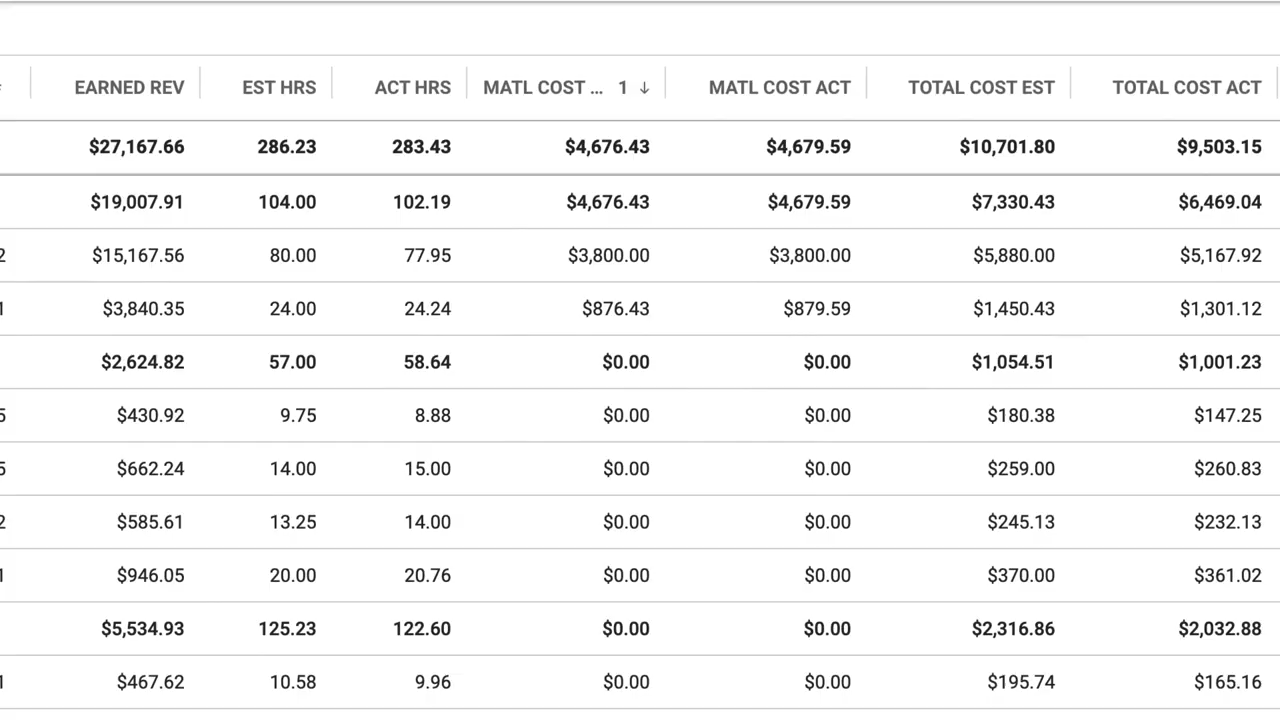 EARNED REV EST HRS ACT HRS MATL COST ... 1 ↓ MATL COST ACT TOTAL COST EST TOTAL COST ACT
$27,167.66 286.23 283.43 $4,676.43 $4,679.59 $10,701.80 $9,503.15
$19,007.91 104.00 102.19 $4,676.43 $4,679.59 $7,330.43 $6,469.04
2 $15,167.56 80.00 77.95 $3,800.00 $3,800.00 $5,880.00 $5,167.92
1 $3,840.35 24.00 24.24 $876.43 $879.59 $1,450.43 $1,301.12
$2,624.82 57.00 58.64 $0.00 $0.00 $1,054.51 $1,001.23
5 $430.92 9.75 8.88 $0.00 $0.00 $180.38 $147.25
5 $662.24 14.00 15.00 $0.00 $0.00 $259.00 $260.83
2 $585.61 13.25 14.00 $0.00 $0.00 $245.13 $232.13
1 $946.05 20.00 20.76 $0.00 $0.00 $370.00 $361.02
$5,534.93 125.23 122.60 $0.00 $0.00 $2,316.86 $2,032.88
1 $467.62 10.58 9.96 $0.00 $0.00 $195.74 $165.16